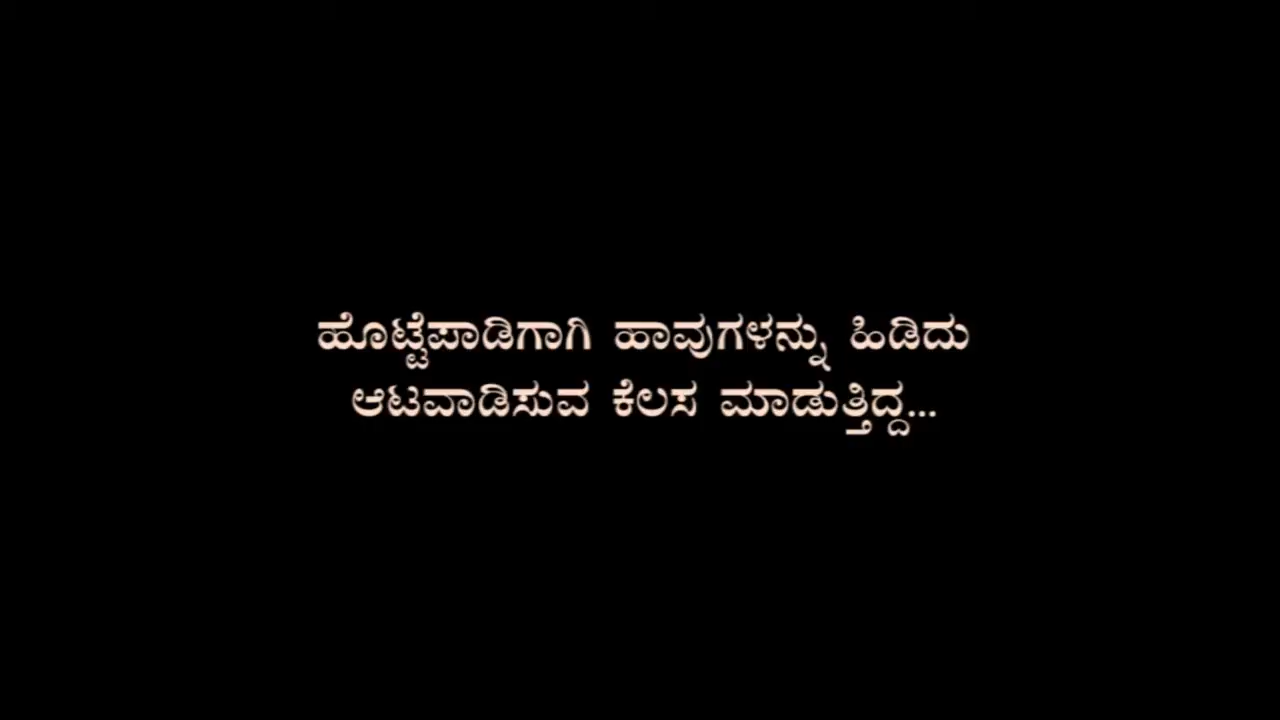 ಹೊಟ್ಟೆಪಾಡಿಗಾಗಿ ಹಾವುಗಳನ್ನು ಹಿಡಿದು
ಆಟವಾಡಿಸುವ ಕೆಲಸ ಮಾಡುತ್ತಿದ್ದ...